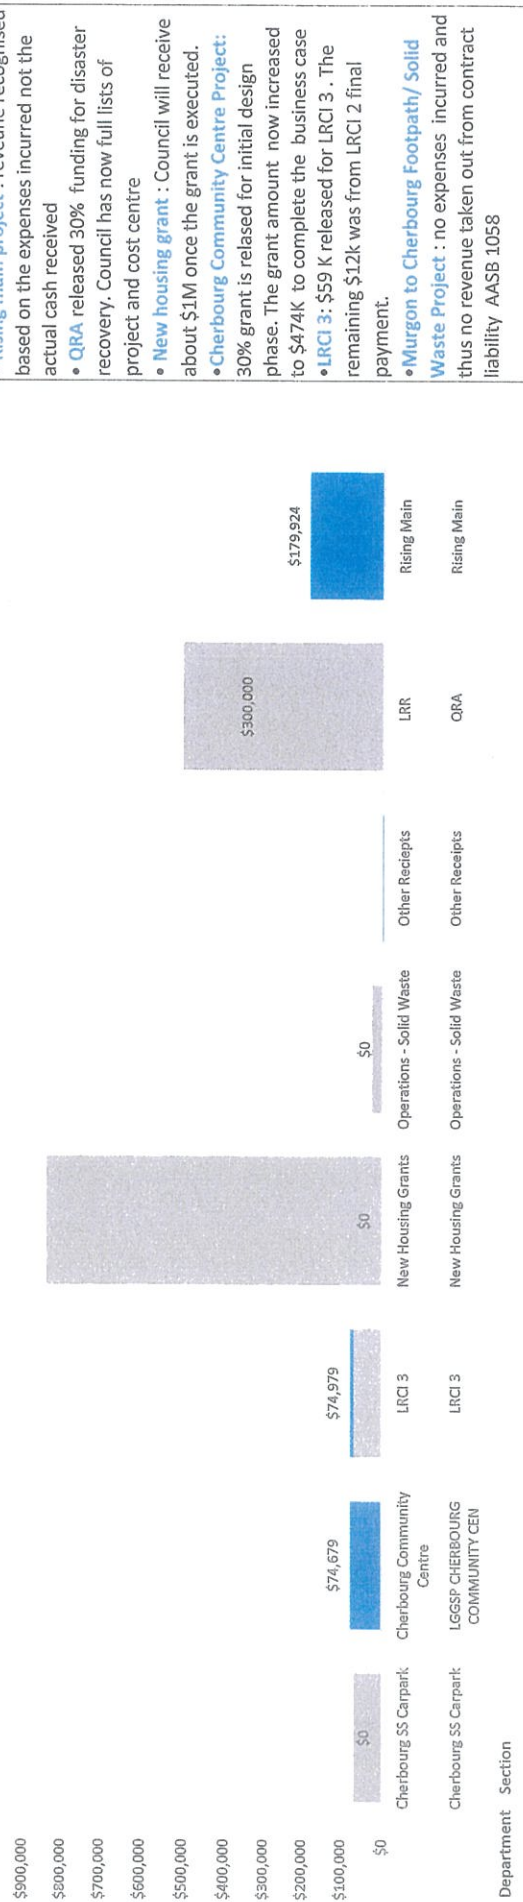 $900,000
$800,000
$700,000
$600,000
$500,000
$400,000
$300,000
$200,000
$100,000
$0
$0
$74,679
$74,979
$0
$0
$300,000
$179,924
Cherbourg SS Carpark
Cherbourg Community
Centre
LRCI 3
New Housing Grants
Operations - Solid Waste
Other Reciepts
LRR
Rising Main
Cherbourg SS Carpark
LGGSP CHERBOURG
COMMUNITY CEN
LRCI 3
New Housing Grants
Operations - Solid Waste
Other Receipts
QRA
Rising Main
Department Section
based on the expenses incurred not the
actual cash received
• QRA released 30% funding for disaster
recovery. Council has now full lists of
project and cost centre
• New housing grant : Council will receive
about $1M once the grant is executed.
•Cherbourg Community Centre Project:
30% grant is relased for initial design
phase. The grant amount now increased
to $474K to complete the business case
•LRCI 3: $59 K released for LRCI 3 . The
remaining $12k was from LRCI 2 final
payment.
•Murgon to Cherbourg Footpath/ Solid
Waste Project : no expenses incurred and
thus no revenue taken out from contract
liability AASB 1058